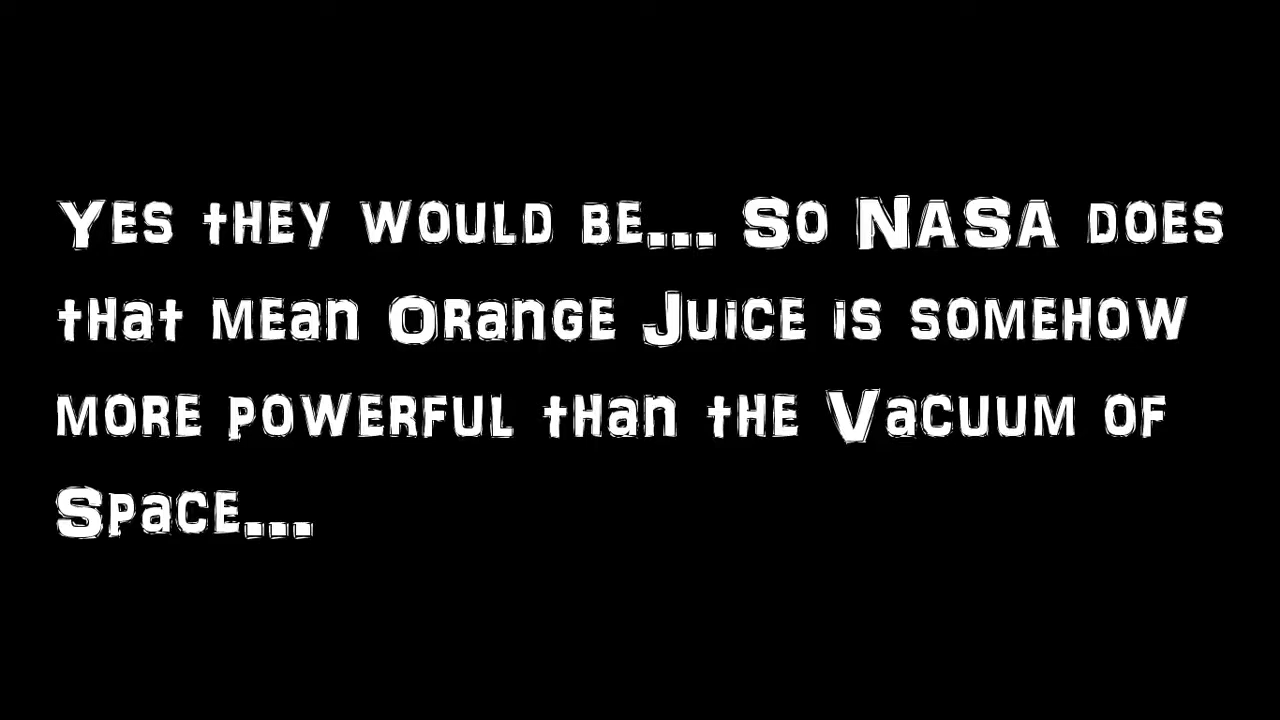 Yes they would be... So NASA does
that mean Orange Juice is somehow
more powerful than the Vacuum of
Space...